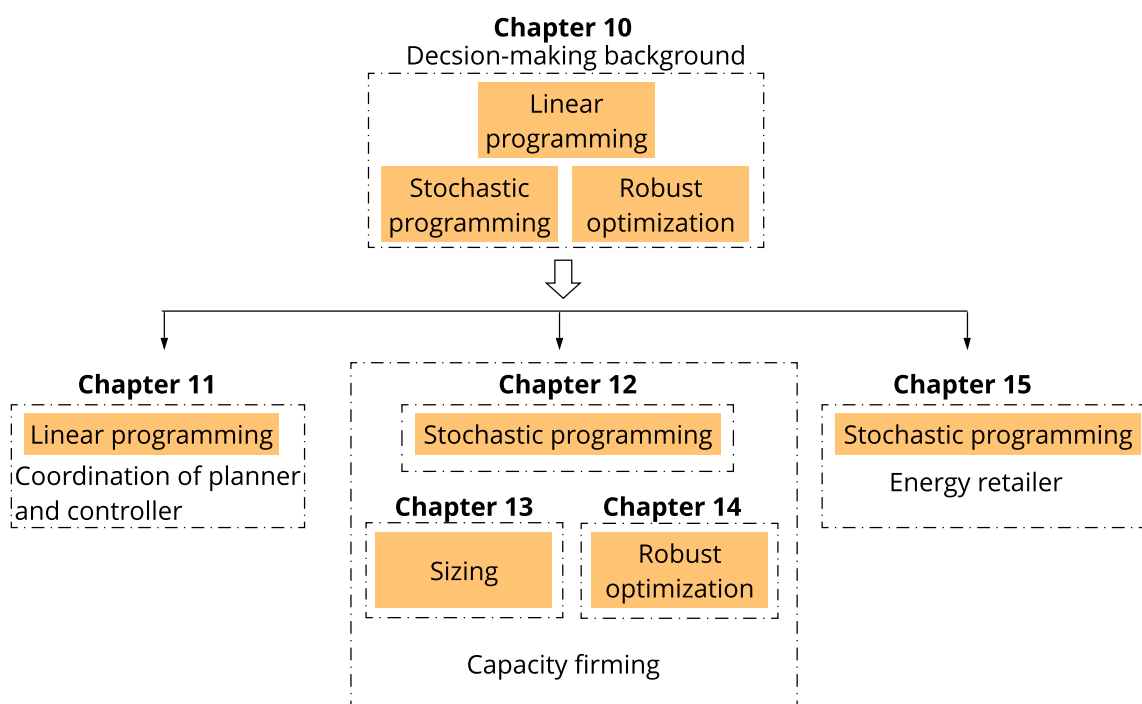 Chapter 10
Decsion-making background
Linear
programming
Stochastic
programming
Robust
optimization
Chapter 11
Linear programming
Coordination of planner
and controller
Chapter 12
Stochastic programming
Chapter 13
Sizing
Chapter 14
Robust
optimization
Capacity firming
Chapter 15
Stochastic programming
Energy retailer